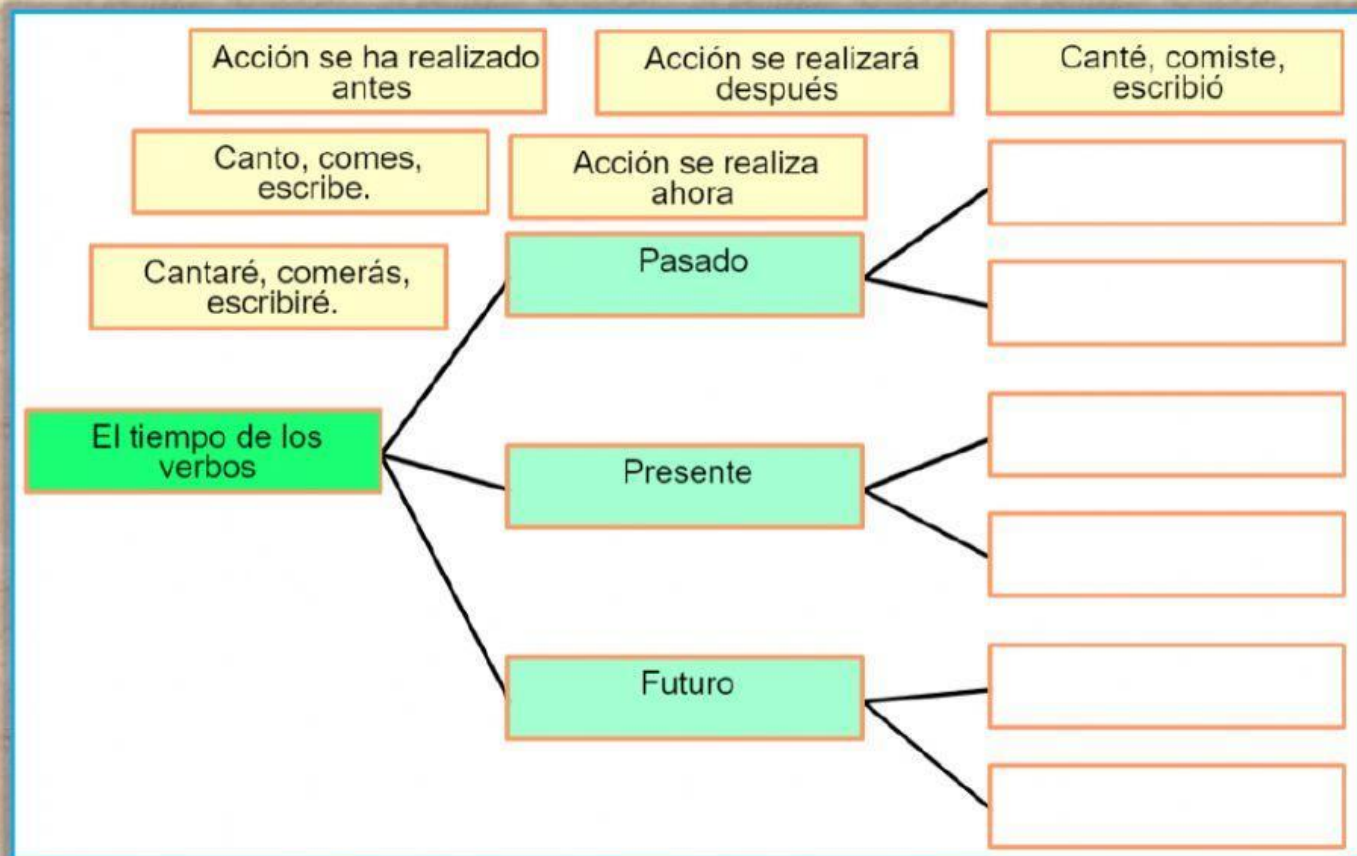 Acción se ha realizado
antes
Acción se realizará
después
Canté, comiste,
escribió
Canto, comes,
escribe.
Acción se realiza
ahora
Cantaré, comerás,
escribiré.
Pasado
El tiempo de los
verbos
Presente
Futuro